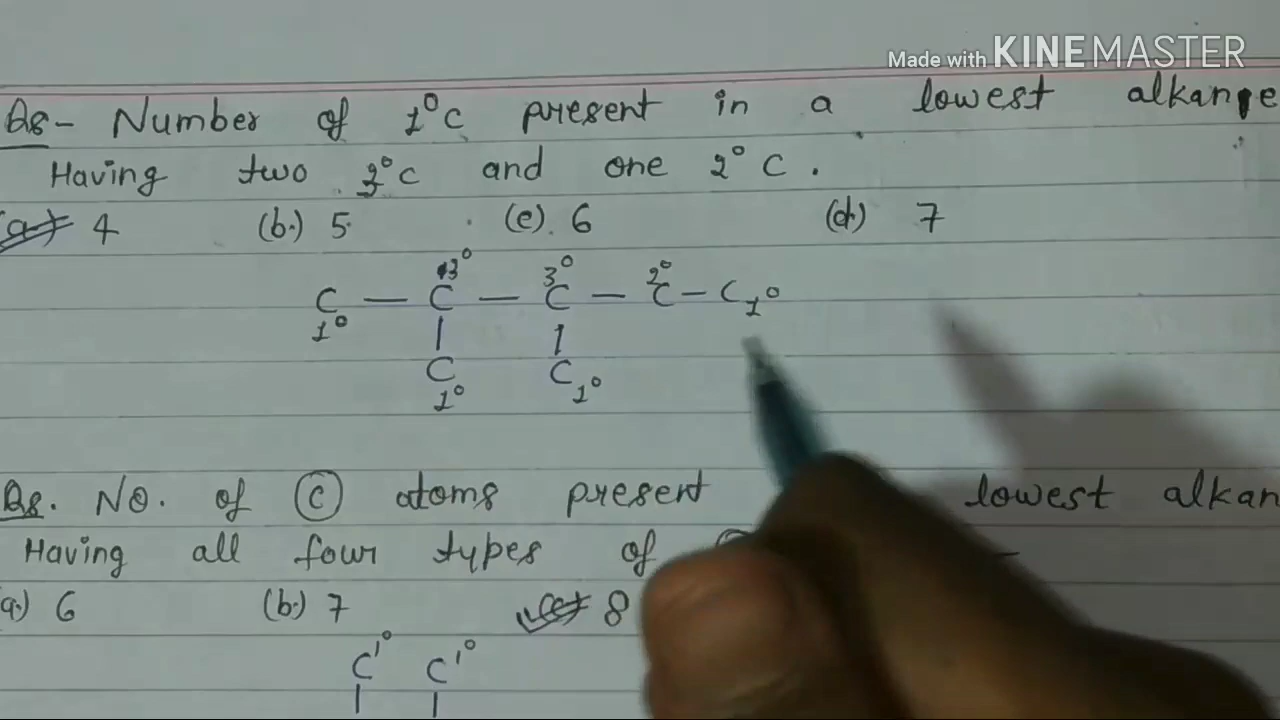 Made with KINEMASTER
Qs- Number of 1°C present in a lowest alkane
Having two 3°C and one 2°C.
(a) 4 (b.) 5 (c). 6 (d.) 7
3° 3° 2°
C — C — C — C - C 1°
1° | |
C C 1°
1°
Qs. NO. of (C) atoms present lowest alkan
Having all four types of
(a.) 6 (b.) 7 (c) 8
C 1° C 1°
| |